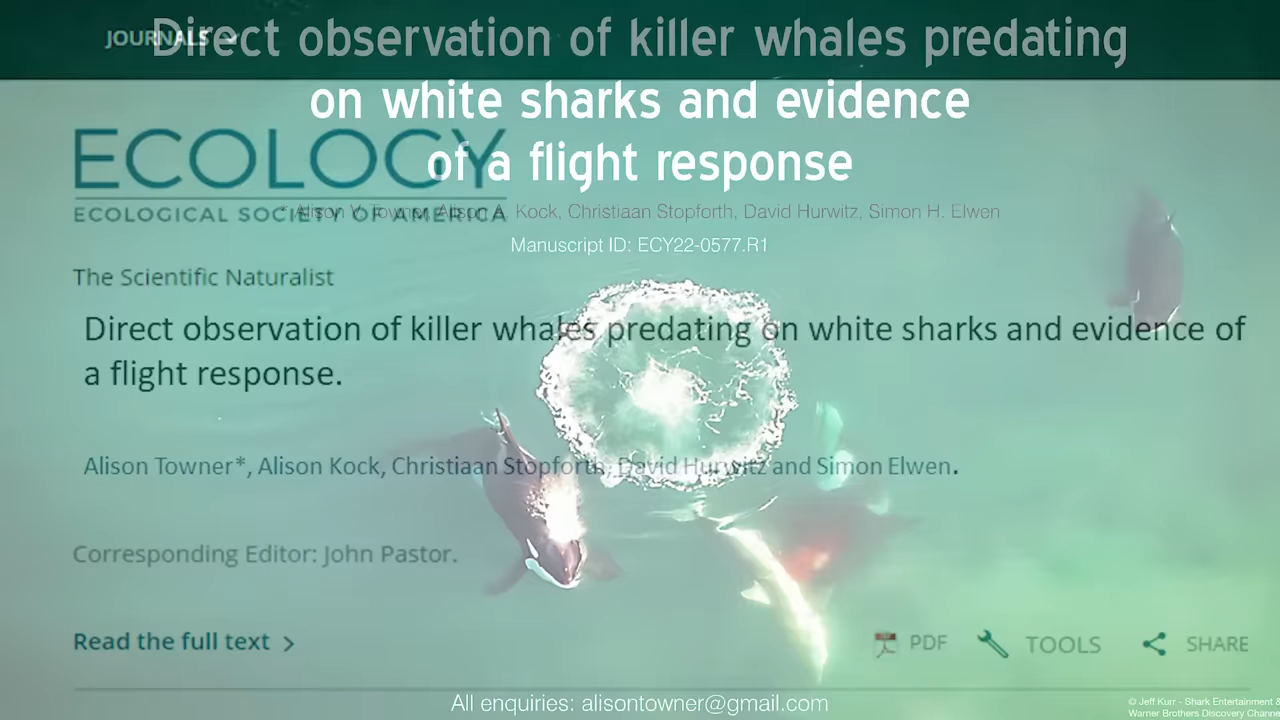 JOURNALS
Direct observation of killer whales predating
on white sharks and evidence
of a flight response
ECOLOGY
ECOLOGICAL SOCIETY OF AMERICA
* Alison V. Towner, Alison A. Kock, Christiaan Stopforth, David Hurwitz, Simon H. Elwen
Manuscript ID: ECY22-0577.R1
The Scientific Naturalist
Direct observation of killer whales predating on white sharks and evidence of
a flight response.
Alison Towner*, Alison Kock, Christiaan Stopforth, David Hurwitz and Simon Elwen.
Corresponding Editor: John Pastor.
Read the full text
PDF
TOOLS
SHARE
All enquiries: alisontowner@gmail.com
© Jeff Kurr - Shark Entertainment &
Warner Brothers Discovery Channe